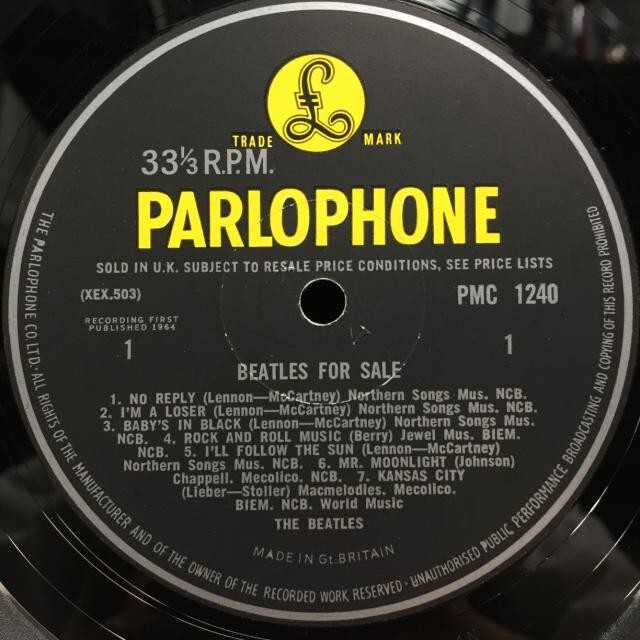 TRADE MARK
33⅓ R.P.M.
PARLOPHONE
SOLD IN U.K. SUBJECT TO RESALE PRICE CONDITIONS, SEE PRICE LISTS
(XEX.503) PMC 1240
RECORDING FIRST
PUBLISHED 1964
1 1
BEATLES FOR SALE
1. NO REPLY (Lennon—McCartney) Northern Songs Mus. NCB.
2. I'M A LOSER (Lennon—McCartney) Northern Songs Mus. NCB.
3. BABY'S IN BLACK (Lennon—McCartney) Northern Songs Mus.
NCB. 4. ROCK AND ROLL MUSIC (Berry) Jewel Mus. BIEM.
NCB. 5. I'LL FOLLOW THE SUN (Lennon—McCartney)
Northern Songs Mus. NCB. 6. MR. MOONLIGHT (Johnson)
Chappell. Mecolico. NCB. 7. KANSAS CITY
(Lieber—Stoller) Macmelodies. Mecolico.
BIEM. NCB. World Music
THE BEATLES
MADE IN Gt. BRITAIN
THE PARLOPHONE CO. LTD. ALL RIGHTS OF THE MANUFACTURER AND OF THE OWNER OF THE RECORDED WORK RESERVED · UNAUTHORISED PUBLIC PERFORMANCE BROADCASTING AND COPYING OF THIS RECORD PROHIBITED